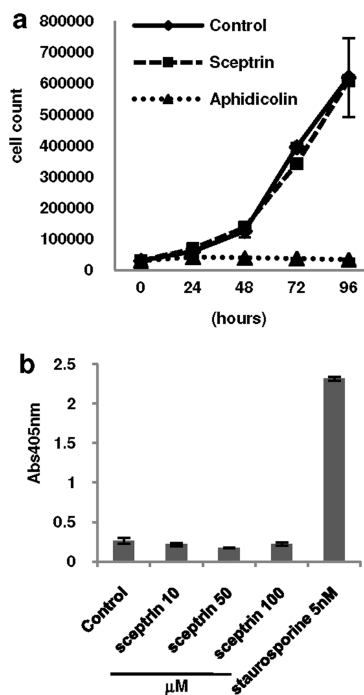 a
800000
700000
600000
500000
400000
300000
200000
100000
0
cell count
Control
Sceptrin
Aphidicolin
0 24 48 72 96
(hours)
b
2.5
2
1.5
1
0.5
0
Abs405nm
Control
sceptrin 10
sceptrin 50
sceptrin 100
staurosporine 5nM
μM